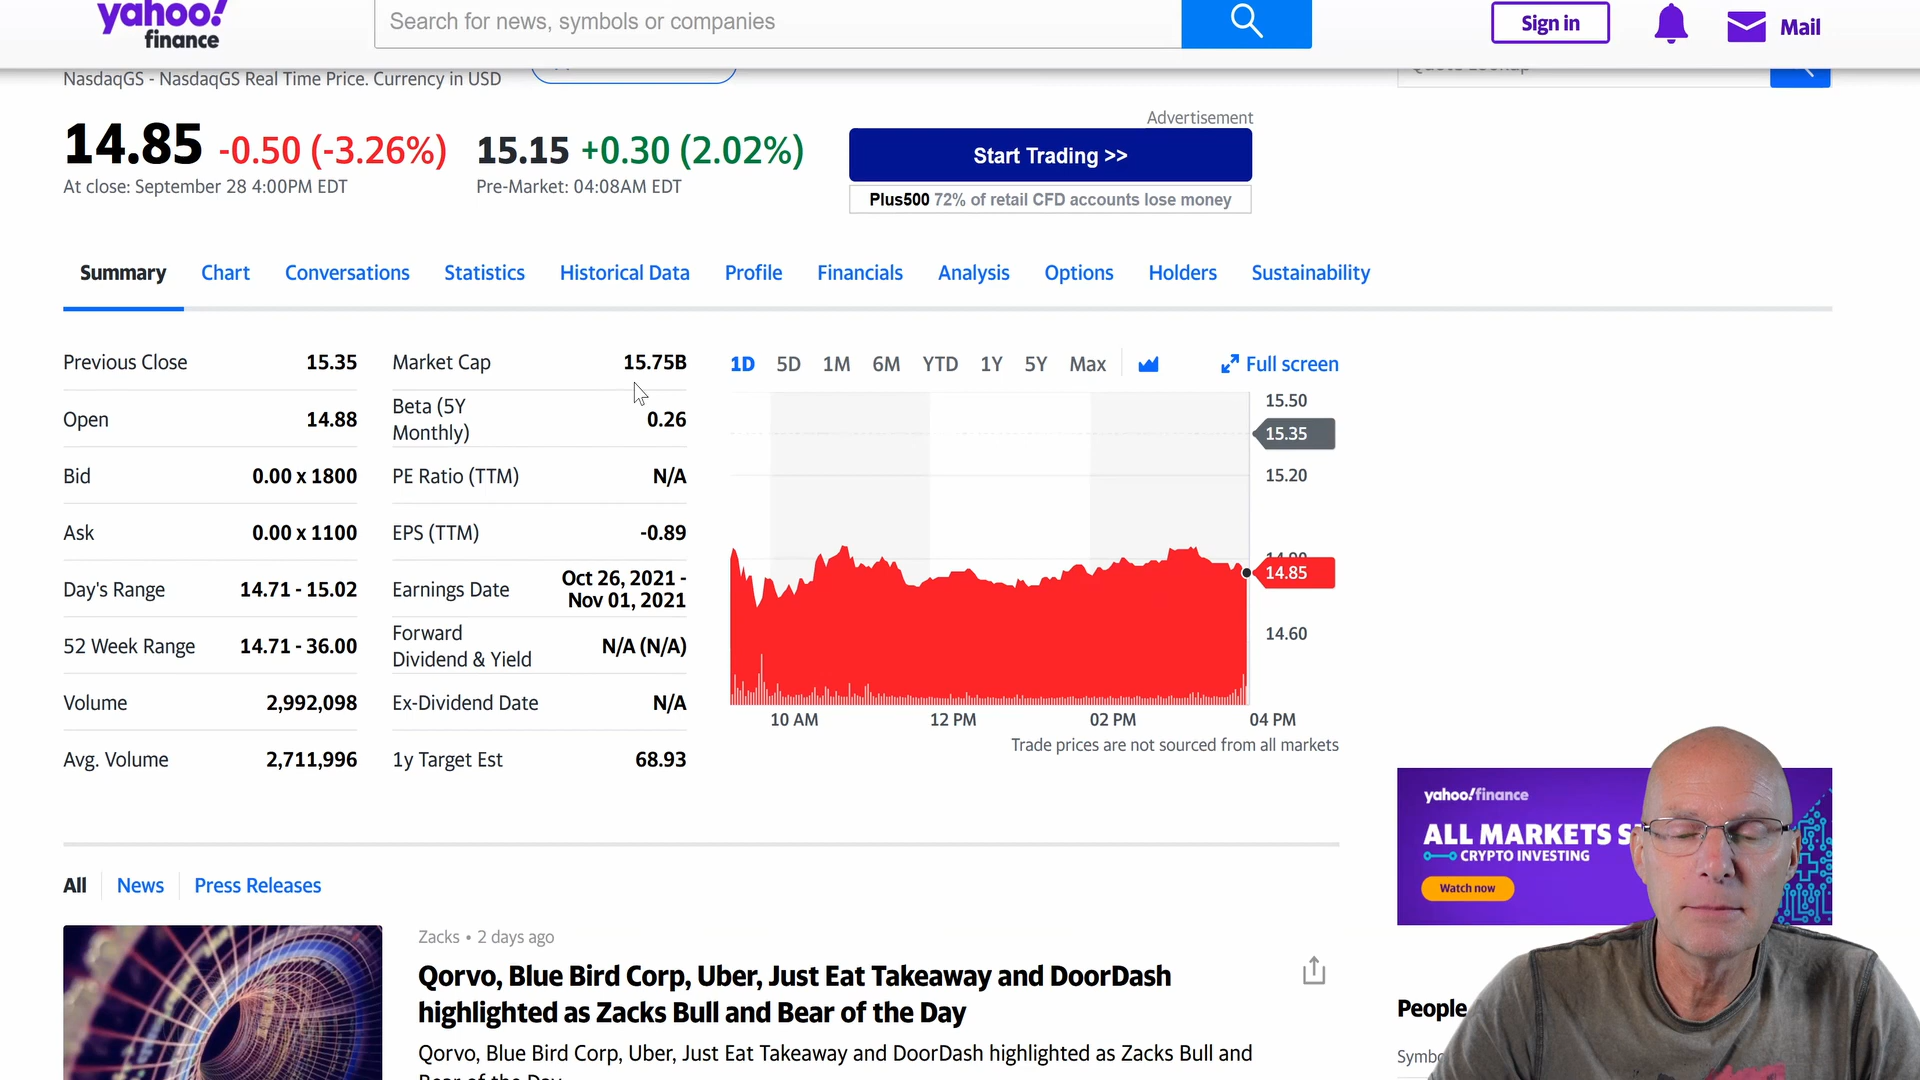 yahoo!
finance
Search for news, symbols or companies
Sign in
Mail
NasdaqGS - NasdaqGS Real Time Price. Currency in USD
14.85 -0.50 (-3.26%)
At close: September 28 4:00PM EDT
15.15 +0.30 (2.02%)
Pre-Market: 04:08AM EDT
Advertisement
Start Trading >>
Plus500 72% of retail CFD accounts lose money
Summary Chart Conversations Statistics Historical Data Profile Financials Analysis Options Holders Sustainability
Previous Close 15.35
Open 14.88
Bid 0.00 x 1800
Ask 0.00 x 1100
Day's Range 14.71 - 15.02
52 Week Range 14.71 - 36.00
Volume 2,992,098
Avg. Volume 2,711,996
Market Cap 15.75B
Beta (5Y
Monthly) 0.26
PE Ratio (TTM) N/A
EPS (TTM) -0.89
Earnings Date Oct 26, 2021 -
Nov 01, 2021
Forward
Dividend & Yield N/A (N/A)
Ex-Dividend Date N/A
1y Target Est 68.93
1D 5D 1M 6M YTD 1Y 5Y Max Full screen
15.50
15.35
15.20
14.85
14.60
10 AM 12 PM 02 PM 04 PM
Trade prices are not sourced from all markets
yahoo!finance
ALL MARKETS S
CRYPTO INVESTING
Watch now
All News Press Releases
Zacks • 2 days ago
Qorvo, Blue Bird Corp, Uber, Just Eat Takeaway and DoorDash
highlighted as Zacks Bull and Bear of the Day
Qorvo, Blue Bird Corp, Uber, Just Eat Takeaway and DoorDash highlighted as Zacks Bull and
People